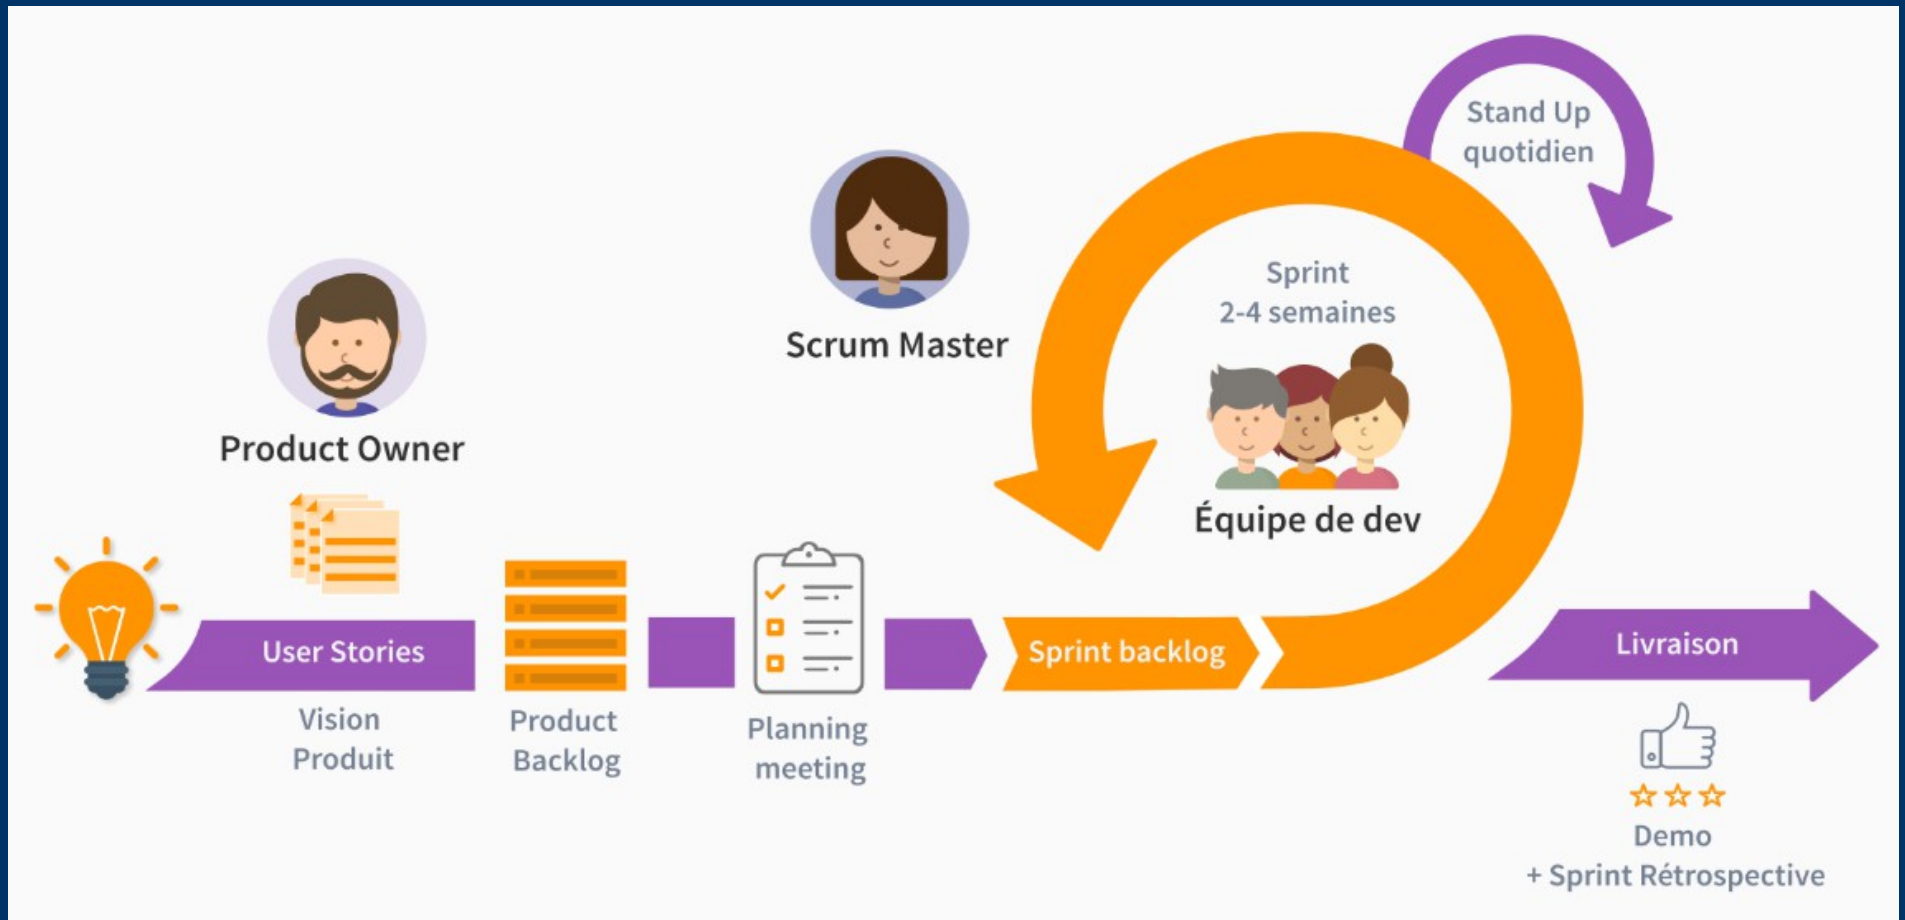 Stand Up
quotidien
Sprint
2-4 semaines
Scrum Master
Product Owner
Équipe de dev
User Stories
Sprint backlog
Livraison
Vision
Produit
Product
Backlog
Planning
meeting
Demo
+ Sprint Rétrospective